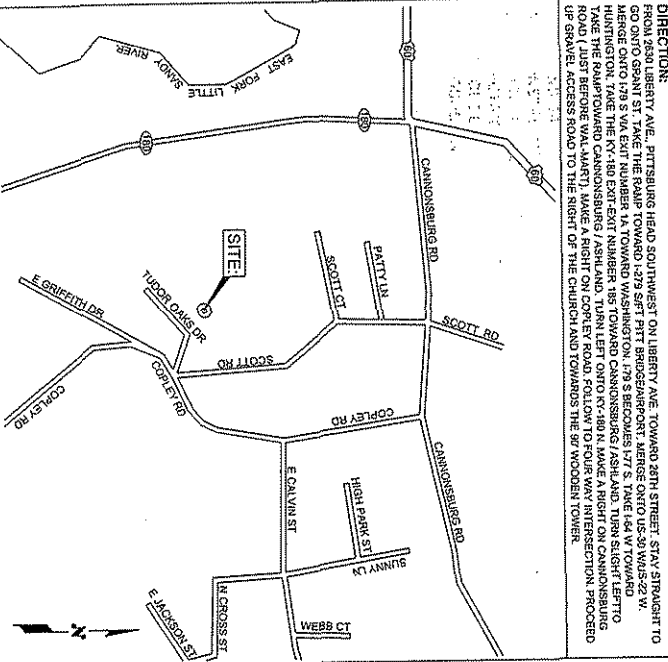 DIRECTION:
FROM 2630 LIBERTY AVE., PITTSBURG HEAD SOUTHWEST ON LIBERTY AVE. TOWARD 26TH STREET. STAY STRAIGHT TO
GO ONTO GRANT ST. TAKE THE RAMP TOWARD I-279 S/FT PITT BRIDGE/AIRPORT. MERGE ONTO US-30 W/US-22 W.
MERGE ONTO I-79 S VIA EXIT NUMBER 1A TOWARD WASHINGTON. I-79 S BECOMES I-77 S. TAKE I-64 W TOWARD
HUNTINGTON. TAKE THE KY-180 EXIT-EXIT NUMBER 185 TOWARD CANNONSBURG / ASHLAND. TURN SLIGHT LEFT TO
TAKE THE RAMP TOWARD CANNONSBURG / ASHLAND. TURN LEFT ONTO KY-180 N. MAKE A RIGHT ON CANNONSBURG
ROAD ( JUST BEFORE WAL-MART). MAKE A RIGHT ON COPLEY ROAD. FOLLOW TO FOUR WAY INTERSECTION. PROCEED
UP GRAVEL ACCESS ROAD TO THE RIGHT OF THE CHURCH AND TOWARDS THE 90' WOODEN TOWER.
60
60
180
180
EAST FORK LITTLE
SANDY RIVER
CANNONSBURG RD
SCOTT RD
PATTY LN
SCOTT CT
SITE:
TUDOR OAKS DR
SCOTT RD
E GRIFFITH DR
COPLEY RD
COPLEY RD
COPLEY RD
CANNONSBURG RD
HIGH PARK ST
SUNNY LN
E CALVIN ST
WEBB CT
N CROSS ST
E JACKSON ST
N